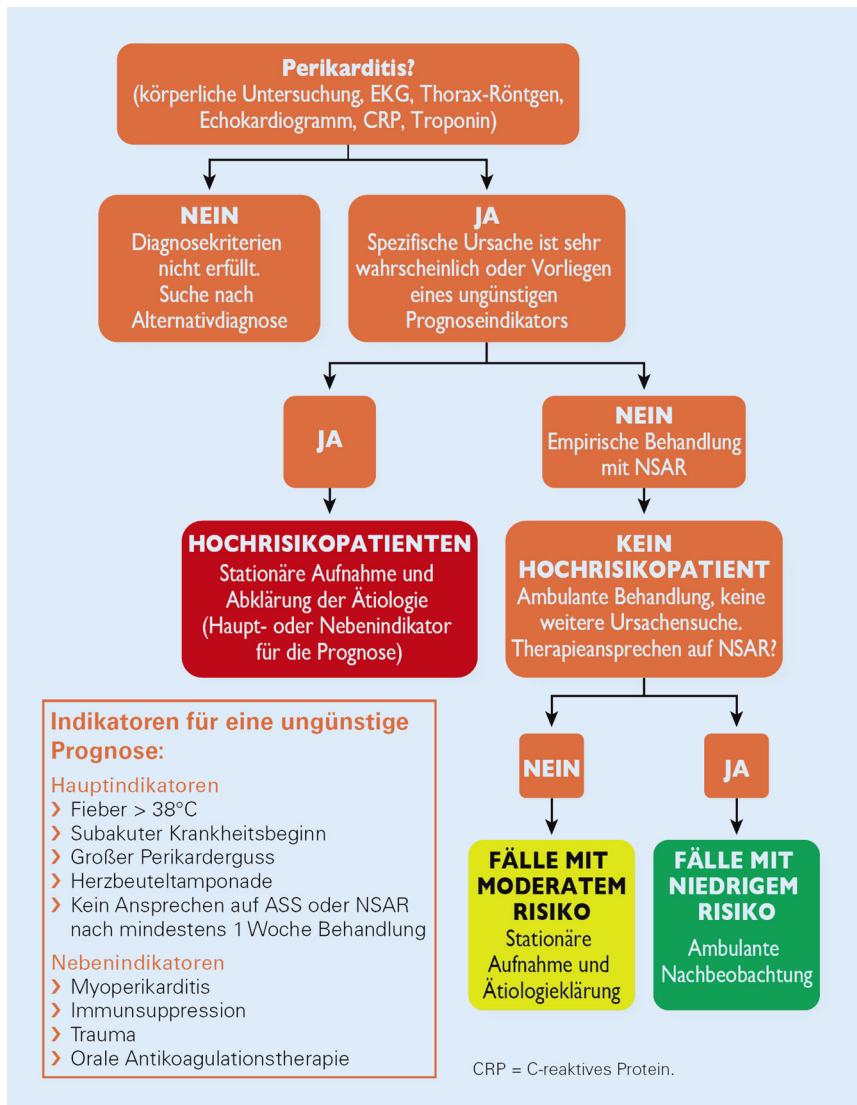 Perikarditis?
(körperliche Untersuchung, EKG, Thorax-Röntgen,
Echokardiogramm, CRP, Troponin)
NEIN
Diagnosekriterien
nicht erfüllt.
Suche nach
Alternativdiagnose
JA
Spezifische Ursache ist sehr
wahrscheinlich oder Vorliegen
eines ungünstigen
Prognoseindikators
JA
NEIN
Empirische Behandlung
mit NSAR
HOCHRISIKOPATIENTEN
Stationäre Aufnahme und
Abklärung der Ätiologie
(Haupt- oder Nebenindikator
für die Prognose)
KEIN
HOCHRISIKOPATIENT
Ambulante Behandlung, keine
weitere Ursachensuche.
Therapieansprechen auf NSAR?
NEIN
JA
FÄLLE MIT
MODERATEM
RISIKO
Stationäre
Aufnahme und
Ätiologieklärung
FÄLLE MIT
NIEDRIGEM
RISIKO
Ambulante
Nachbeobachtung
Indikatoren für eine ungünstige
Prognose:
Hauptindikatoren
❯ Fieber > 38°C
❯ Subakuter Krankheitsbeginn
❯ Großer Perikarderguss
❯ Herzbeuteltamponade
❯ Kein Ansprechen auf ASS oder NSAR
nach mindestens 1 Woche Behandlung
Nebenindikatoren
❯ Myoperikarditis
❯ Immunsuppression
❯ Trauma
❯ Orale Antikoagulationstherapie
CRP = C-reaktives Protein.